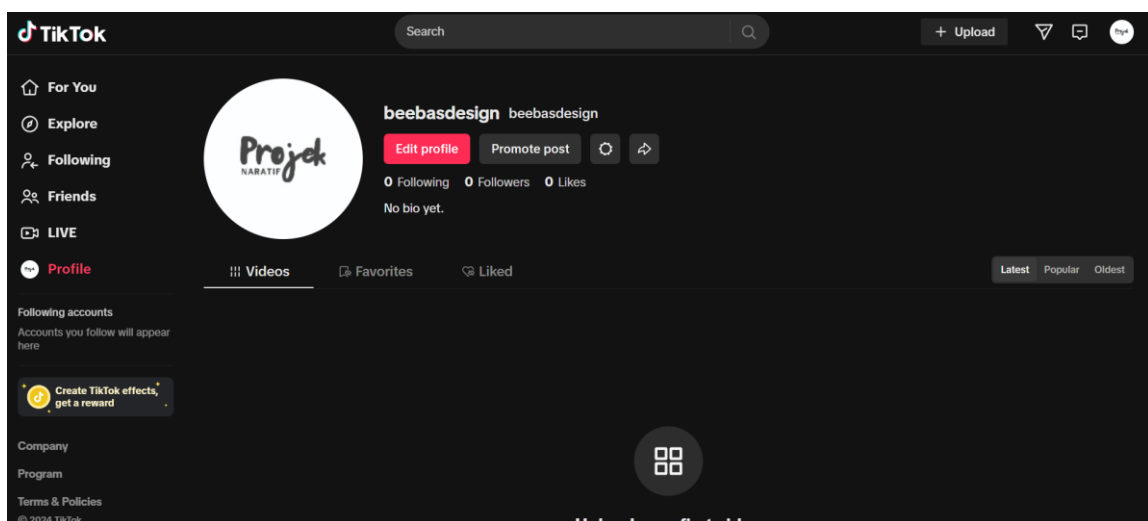 TikTok
Search
+ Upload
For You
Explore
Following
Friends
LIVE
Profile
Following accounts
Accounts you follow will appear
here
Create TikTok effects,
get a reward
Company
Program
Terms & Policies
© 2024 TikTok
Projek
NARATIF
beebasdesign beebasdesign
Edit profile
Promote post
0 Following 0 Followers 0 Likes
No bio yet.
Videos
Favorites
Liked
Latest Popular Oldest